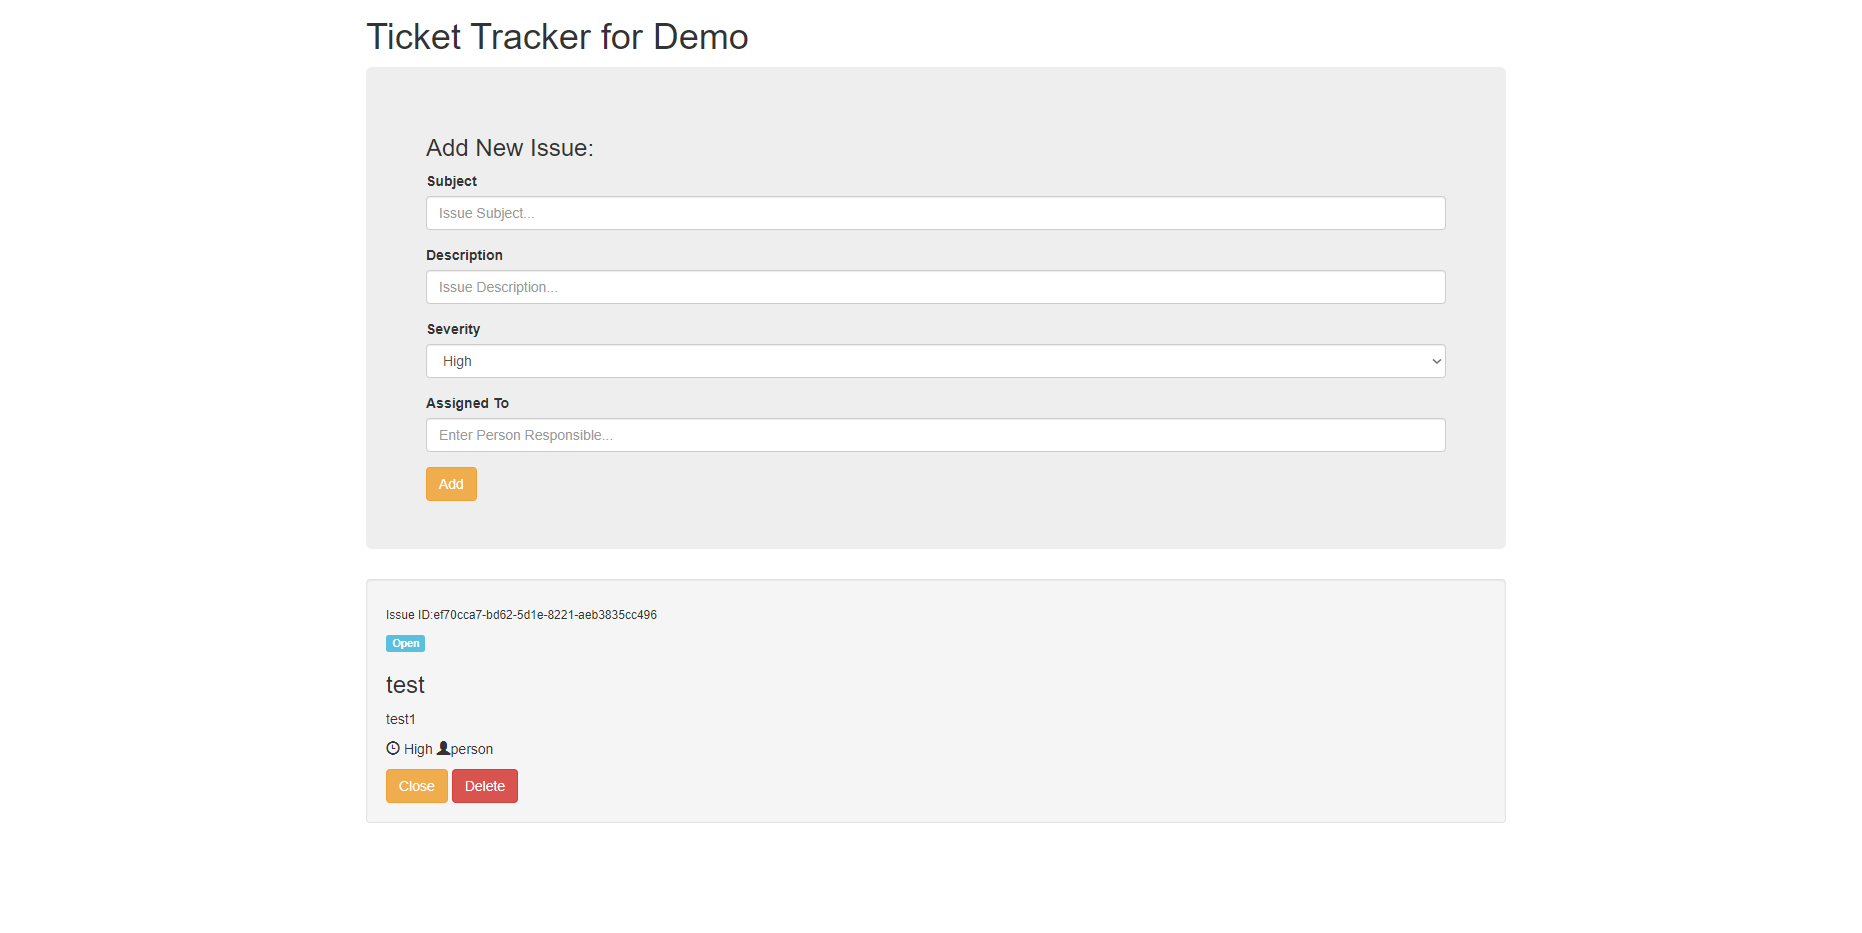 Ticket Tracker for Demo
Add New Issue:
Subject
Issue Subject...
Description
Issue Description...
Severity
High
Assigned To
Enter Person Responsible...
Add
Issue ID:ef70cca7-bd62-5d1e-8221-aeb3835cc496
Open
test
test1
High person
Close Delete